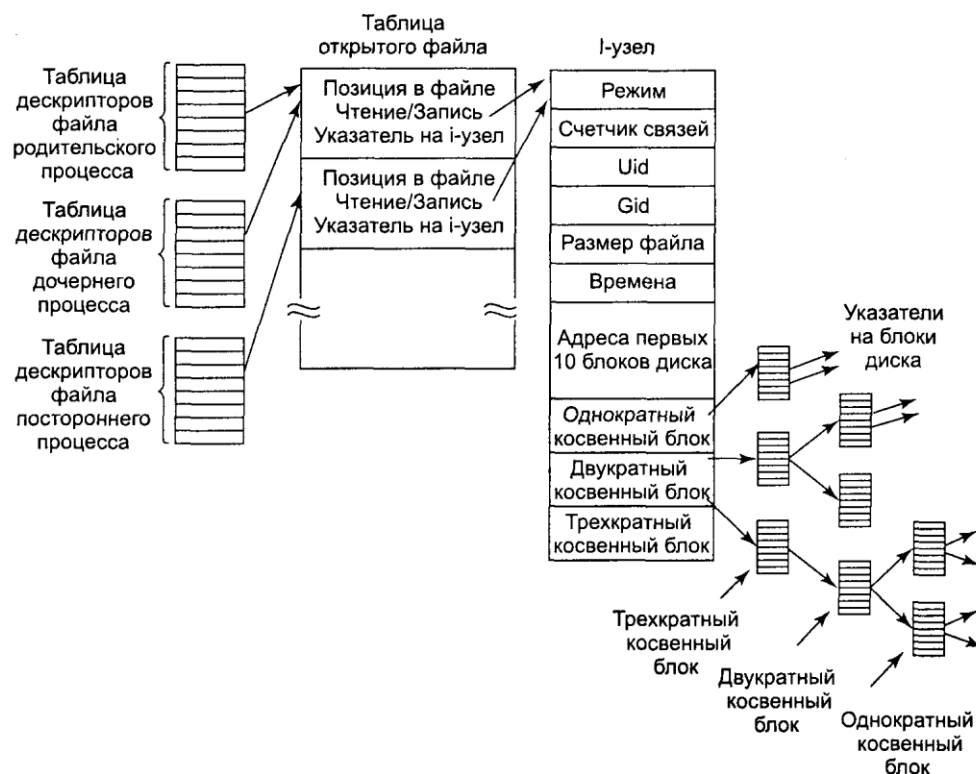 Таблица
открытого файла
I-узел
Таблица
дескрипторов
файла
родительского
процесса
Позиция в файле
Чтение/Запись
Указатель на i-узел
Позиция в файле
Чтение/Запись
Указатель на i-узел
Таблица
дескрипторов
файла
дочернего
процесса
Таблица
дескрипторов
файла
постороннего
процесса
Режим
Счетчик связей
Uid
Gid
Размер файла
Времена
Адреса первых
10 блоков диска
Однократный
косвенный блок
Двукратный
косвенный блок
Трехкратный
косвенный блок
Указатели
на блоки
диска
Трехкратный
косвенный
блок
Двукратный
косвенный
блок
Однократный
косвенный
блок